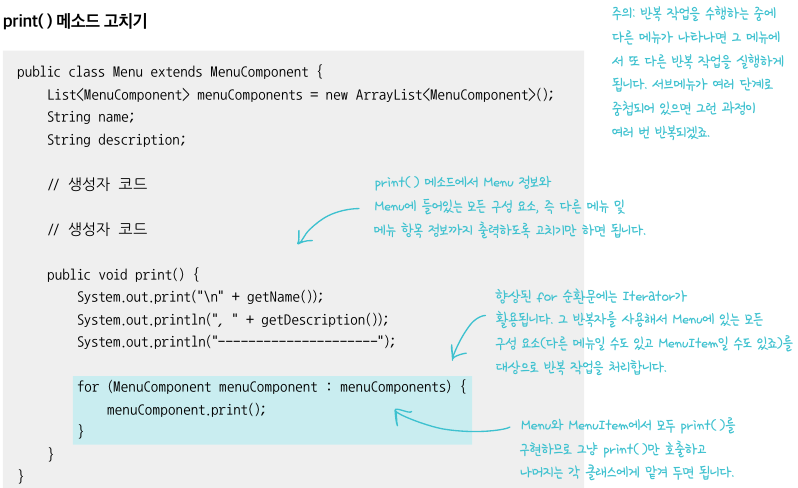 print( ) 메소드 고치기
주의: 반복 작업을 수행하는 중에
다른 메뉴가 나타나면 그 메뉴에
서 또 다른 반복 작업을 실행하게
됩니다. 서브메뉴가 여러 단계로
중첩되어 있으면 그런 과정이
여러 번 반복되겠죠.
public class Menu extends MenuComponent {
List<MenuComponent> menuComponents = new ArrayList<MenuComponent>();
String name;
String description;
// 생성자 코드
// 생성자 코드
print( ) 메소드에서 Menu 정보와
Menu에 들어있는 모든 구성 요소, 즉 다른 메뉴 및
메뉴 항목 정보까지 출력하도록 고치기만 하면 됩니다.
public void print() {
System.out.print("\n" + getName());
System.out.println(", " + getDescription());
System.out.println("---------------------");
향상된 for 순환문에는 Iterator가
활용됩니다. 그 반복자를 사용해서 Menu에 있는 모든
구성 요소(다른 메뉴일 수도 있고 MenuItem일 수도 있죠)를
대상으로 반복 작업을 처리합니다.
for (MenuComponent menuComponent : menuComponents) {
menuComponent.print();
}
Menu와 MenuItem에서 모두 print( )를
구현하므로 그냥 print( )만 호출하고
나머지는 각 클래스에게 맡겨 두면 됩니다.
}
}